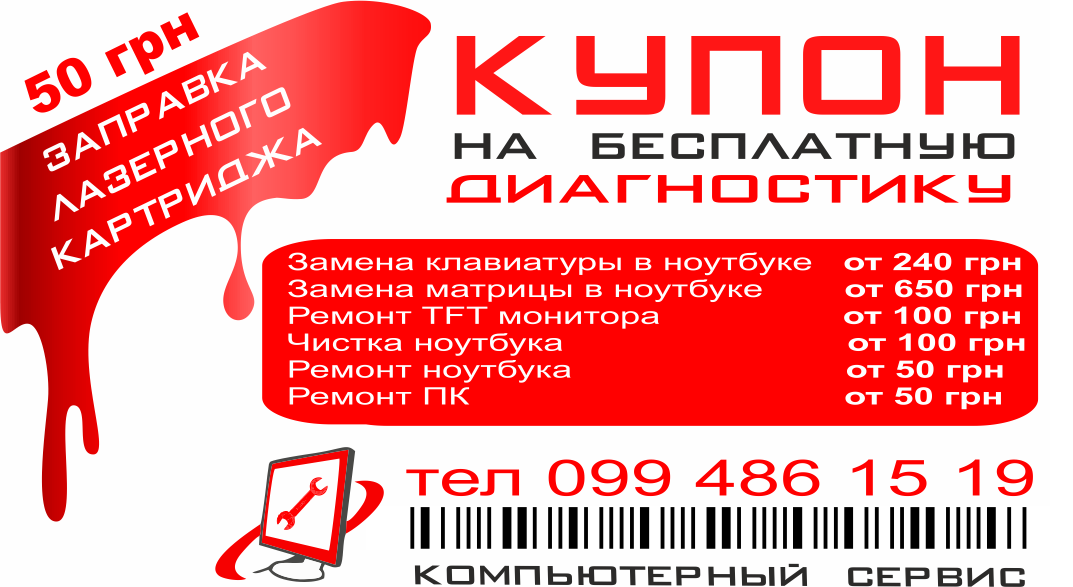 50 грн
ЗАПРАВКА
ЛАЗЕРНОГО
КАРТРИДЖА
КУПОН
НА БЕСПЛАТНУЮ
ДИАГНОСТИКУ
Замена клавиатуры в ноутбуке от 240 грн
Замена матрицы в ноутбуке от 650 грн
Ремонт TFT монитора от 100 грн
Чистка ноутбука от 100 грн
Ремонт ноутбука от 50 грн
Ремонт ПК от 50 грн
тел 099 486 15 19
КОМПЬЮТЕРНЫЙ СЕРВИС